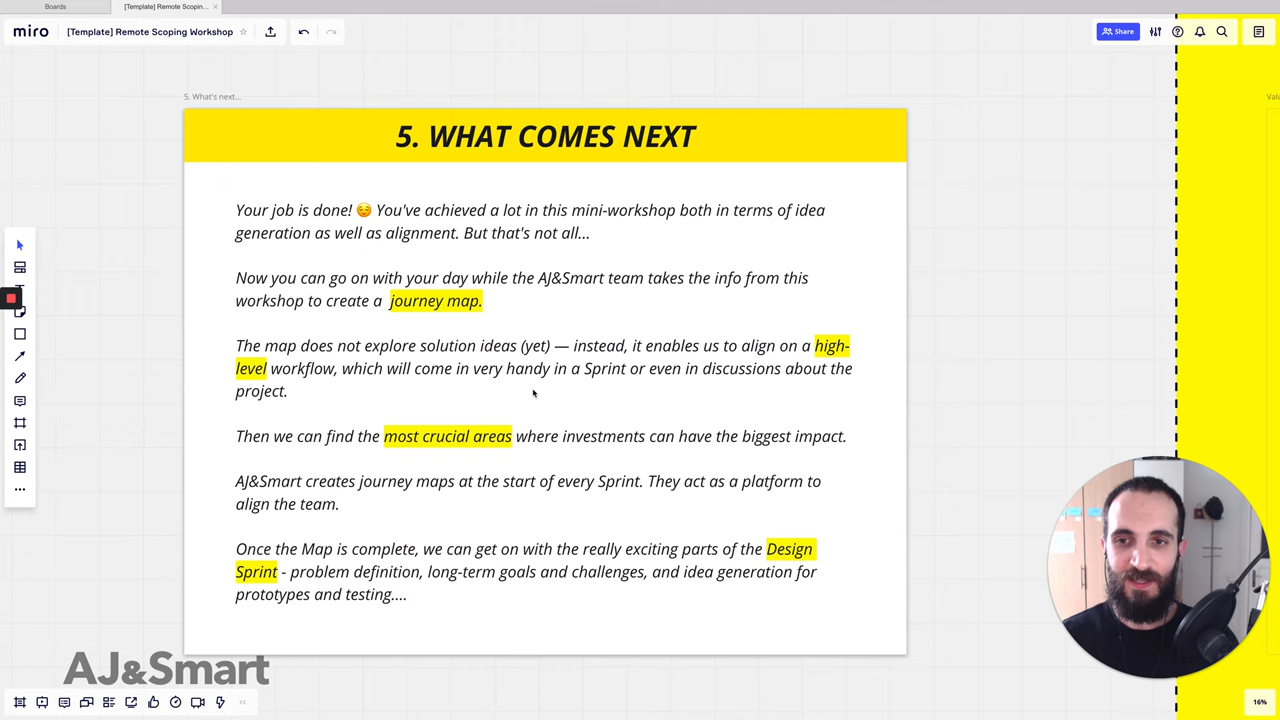 Boards
[Template] Remote Scopin...
miro
[Template] Remote Scoping Workshop
Share
5. What's next...
5. WHAT COMES NEXT
Your job is done! 😌 You've achieved a lot in this mini-workshop both in terms of idea
generation as well as alignment. But that's not all...
Now you can go on with your day while the AJ&Smart team takes the info from this
workshop to create a journey map.
The map does not explore solution ideas (yet) — instead, it enables us to align on a high-
level workflow, which will come in very handy in a Sprint or even in discussions about the
project.
Then we can find the most crucial areas where investments can have the biggest impact.
AJ&Smart creates journey maps at the start of every Sprint. They act as a platform to
align the team.
Once the Map is complete, we can get on with the really exciting parts of the Design
Sprint - problem definition, long-term goals and challenges, and idea generation for
prototypes and testing....
AJ&Smart
16%